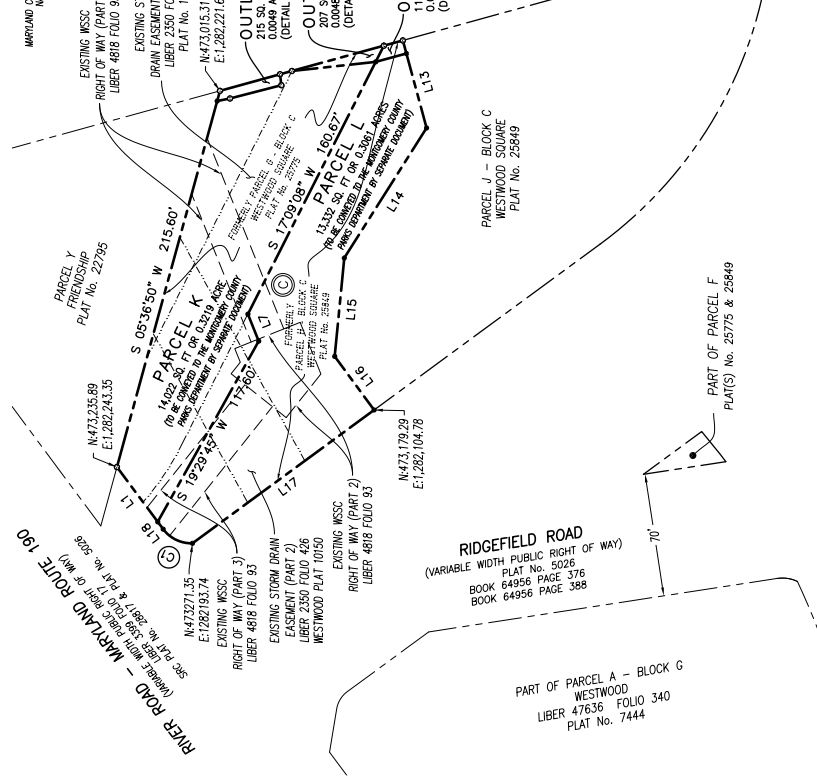 MARYLAND C
EXISTING WSSC
RIGHT OF WAY (PART
LIBER 4818 FOLIO 9
EXISTING S
DRAIN EASEMENT
LIBER 2350 FO
PLAT No. 1
N:473,015.31
E:1,282,221.6
OUTL
215 SQ.
0.0049 A
(DETAIL
OUT
207 S
0.0048
(DETA
O
11
0.0
(D
PARCEL Y
FRIENDSHIP
PLAT No. 22795
S 05°36'50" W 215.60'
N:473,235.89
E:1,282,243.35
PARCEL K
14,022 SQ. FT OR 0.3219 ACRE
(TO BE CONVEYED TO THE MONTGOMERY COUNTY
PARKS DEPARTMENT BY SEPARATE DOCUMENT)
FORMERLY PARCEL G - BLOCK C
WESTWOOD SQUARE
PLAT No. 25775
S 17°09'08" W 160.67'
PARCEL L
13,332 SQ. FT OR 0.3061 ACRES
(TO BE CONVEYED TO THE MONTGOMERY COUNTY
PARKS DEPARTMENT BY SEPARATE DOCUMENT)
L13
L14
L15
L16
L7
C
FORMERLY
PARCEL H - BLOCK C
WESTWOOD SQUARE
PLAT No. 25849
S 19°29'45" W 117.60'
L1
L18
C1
L17
PARCEL J - BLOCK C
WESTWOOD SQUARE
PLAT No. 25849
N:473,179.29
E:1,282,104.78
RIVER ROAD - MARYLAND ROUTE 190
(VARIABLE WIDTH PUBLIC RIGHT OF WAY)
LIBER 3399 FOLIO 17
SRC PLAT No. 28817 & PLAT No. 5026
N:473271.35
E:1282193.74
EXISTING WSSC
RIGHT OF WAY (PART 3)
LIBER 4818 FOLIO 93
EXISTING STORM DRAIN
EASEMENT (PART 2)
LIBER 2350 FOLIO 426
WESTWOOD PLAT 10150
EXISTING WSSC
RIGHT OF WAY (PART 2)
LIBER 4818 FOLIO 93
PART OF PARCEL F
PLAT(S) No. 25775 & 25849
RIDGEFIELD ROAD
(VARIABLE WIDTH PUBLIC RIGHT OF WAY)
PLAT No. 5026
BOOK 64956 PAGE 376
BOOK 64956 PAGE 388
70'
PART OF PARCEL A - BLOCK G
WESTWOOD
LIBER 47636 FOLIO 340
PLAT No. 7444